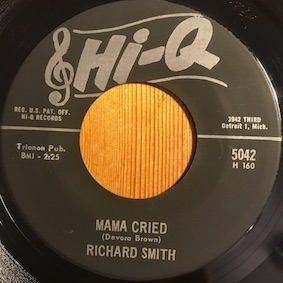 Hi-Q
REG. U.S. PAT. OFF.
HI-Q RECORDS
3942 THIRD
Detroit 1, Mich.
Trianon Pub.
BMI - 2:25
5042
H 160
MAMA CRIED
(Devora Brown)
RICHARD SMITH